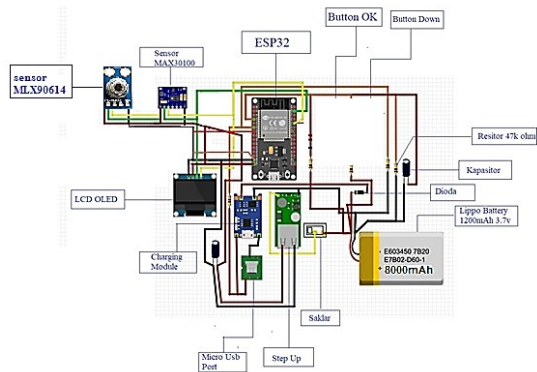 Button OK
Button Down
ESP32
Sensor
MAX30100
sensor
MLX90614
Resitor 47k ohm
Kapasitor
LCD OLED
Dioda
Lippo Battery
1200mAh 3.7v
Charging
Module
E603450 7B20
E7B02-D60-1
8000mAh
Saklar
Micro Usb
Port
Step Up